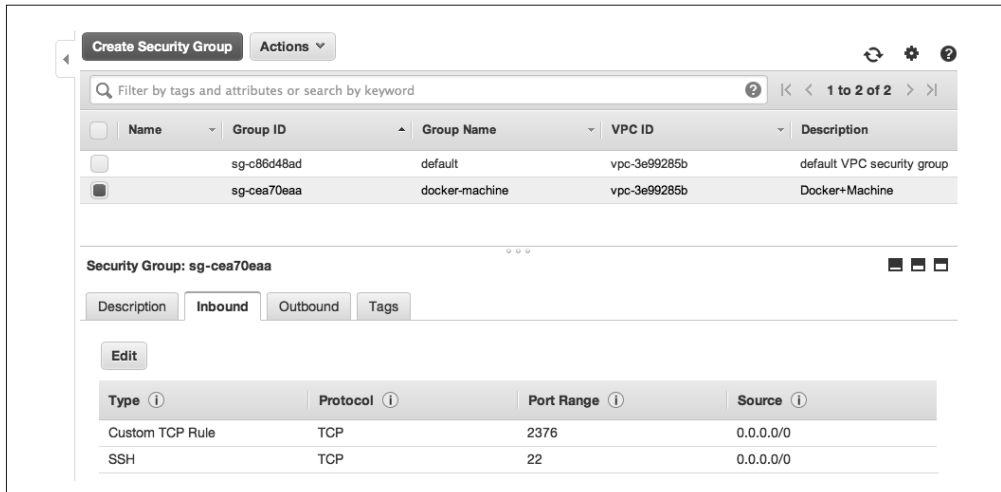 Create Security Group Actions
Filter by tags and attributes or search by keyword 1 to 2 of 2
Name Group ID Group Name VPC ID Description
sg-c86d48ad default vpc-3e99285b default VPC security group
sg-cea70eaa docker-machine vpc-3e99285b Docker+Machine
Security Group: sg-cea70eaa
Description Inbound Outbound Tags
Edit
Type Protocol Port Range Source
Custom TCP Rule TCP 2376 0.0.0.0/0
SSH TCP 22 0.0.0.0/0